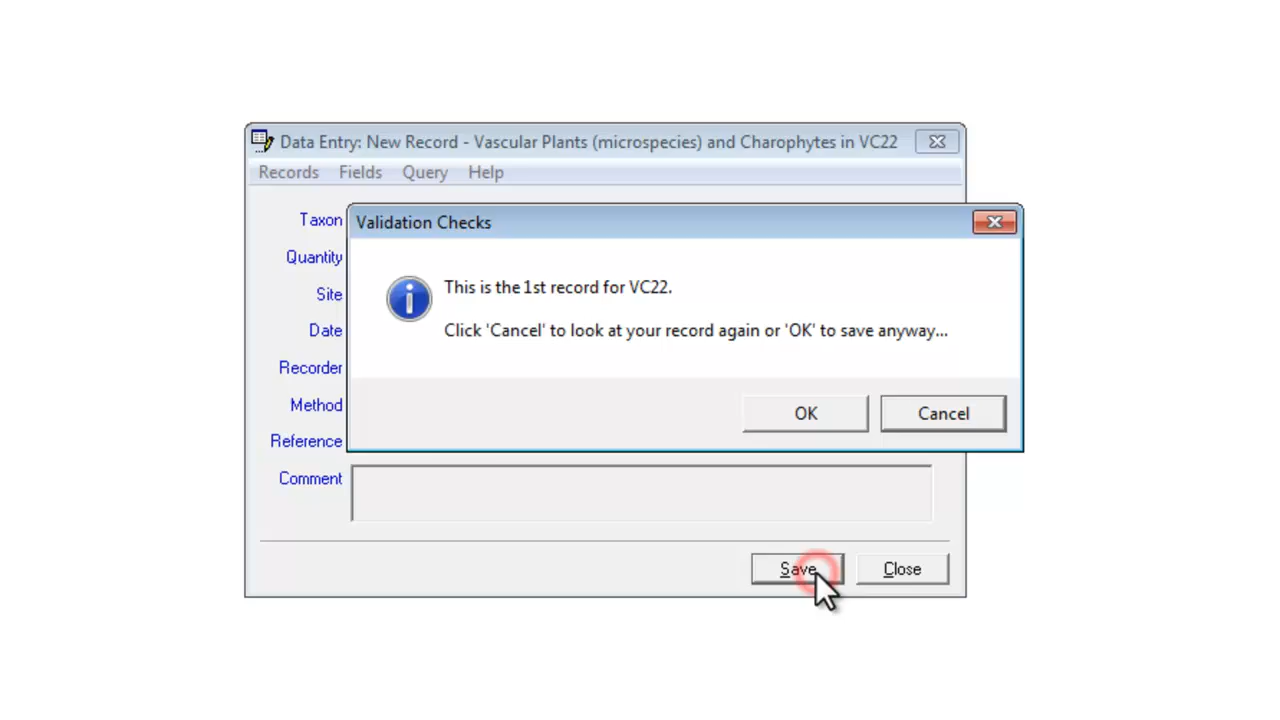 Data Entry: New Record - Vascular Plants (microspecies) and Charophytes in VC22
Records Fields Query Help
Taxon
Validation Checks
Quantity
This is the 1st record for VC22.
Site
Click 'Cancel' to look at your record again or 'OK' to save anyway...
Date
Recorder
Method
OK Cancel
Reference
Comment
Save Close